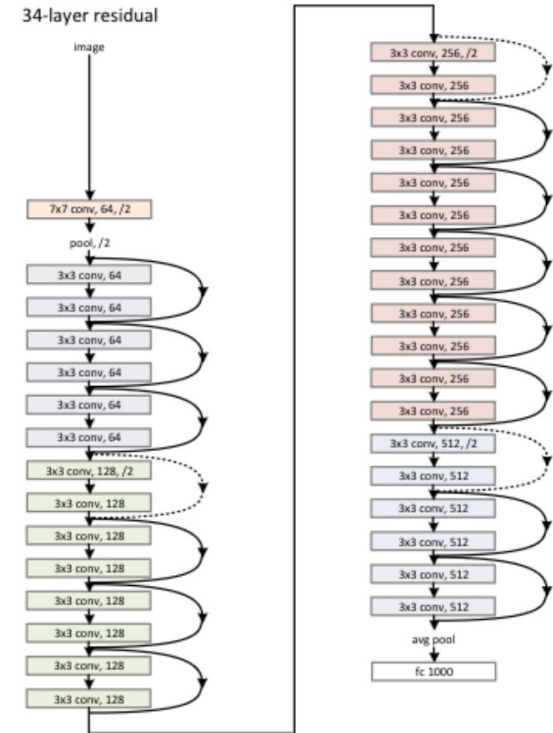 34-layer residual
image
7x7 conv, 64, /2
pool, /2
3x3 conv, 64
3x3 conv, 64
3x3 conv, 64
3x3 conv, 64
3x3 conv, 64
3x3 conv, 64
3x3 conv, 128, /2
3x3 conv, 128
3x3 conv, 128
3x3 conv, 128
3x3 conv, 128
3x3 conv, 128
3x3 conv, 128
3x3 conv, 128
3x3 conv, 256, /2
3x3 conv, 256
3x3 conv, 256
3x3 conv, 256
3x3 conv, 256
3x3 conv, 256
3x3 conv, 256
3x3 conv, 256
3x3 conv, 256
3x3 conv, 256
3x3 conv, 256
3x3 conv, 256
3x3 conv, 512, /2
3x3 conv, 512
3x3 conv, 512
3x3 conv, 512
3x3 conv, 512
3x3 conv, 512
avg pool
fc 1000